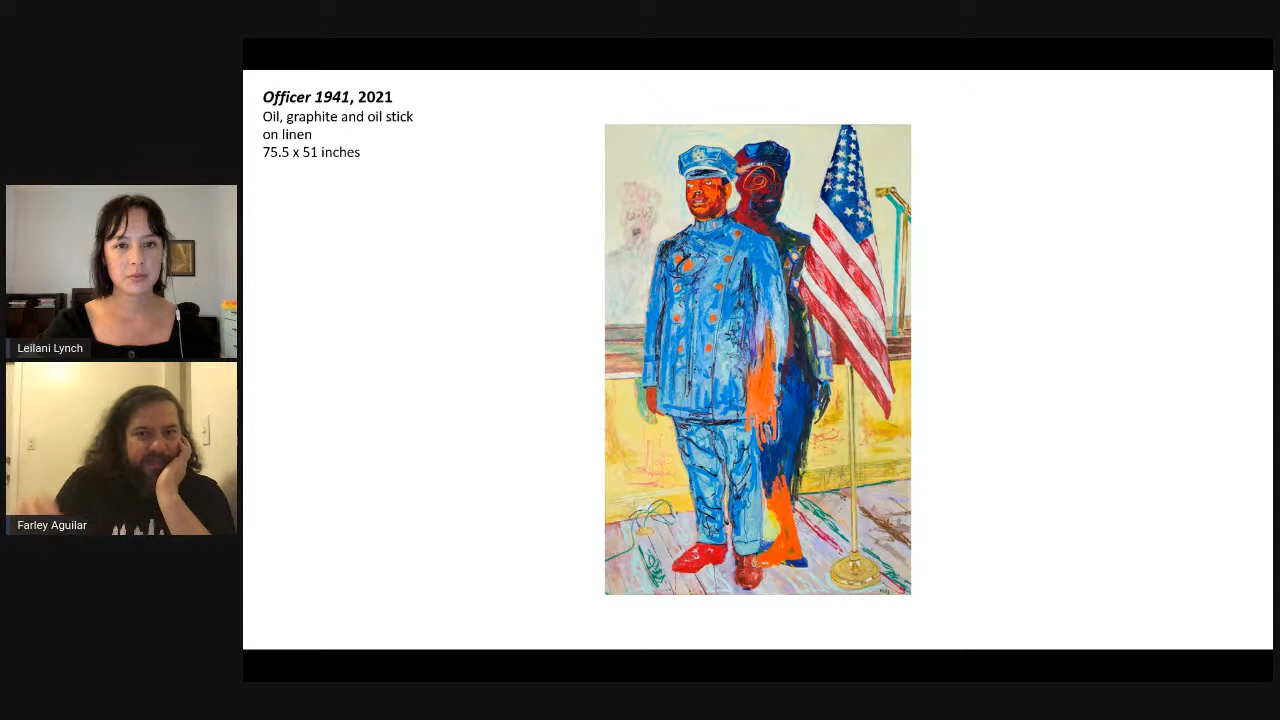 Officer 1941, 2021
Oil, graphite and oil stick
on linen
75.5 x 51 inches
Leilani Lynch
Farley Aguilar